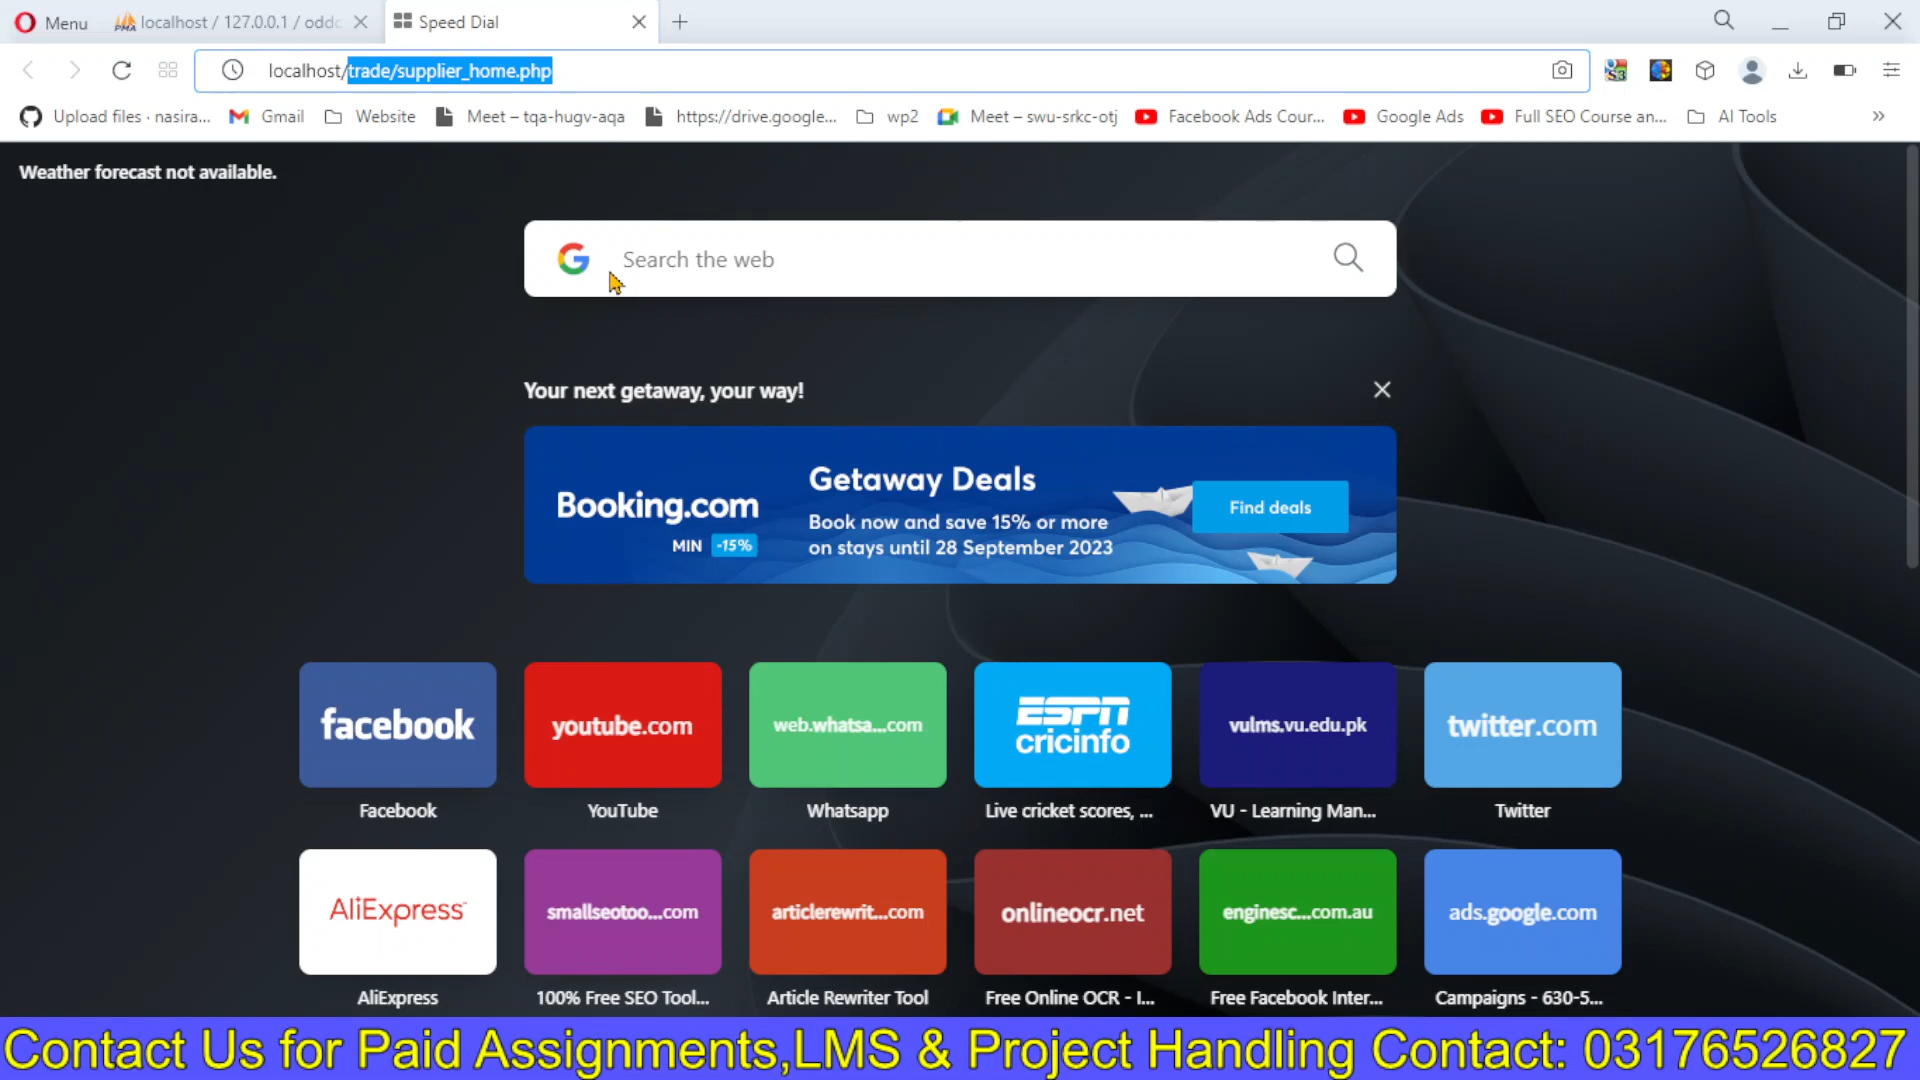 Menu
localhost / 127.0.0.1 / oddc
Speed Dial
localhost/trade/supplier_home.php
Upload files · nasira...
Gmail
Website
Meet – tqa-hugv-aqa
https://drive.google...
wp2
Meet – swu-srkc-otj
Facebook Ads Cour...
Google Ads
Full SEO Course an...
AI Tools
»
Weather forecast not available.
Search the web
Your next getaway, your way!
Booking.com
MIN -15%
Getaway Deals
Book now and save 15% or more
on stays until 28 September 2023
Find deals
facebook
youtube.com
web.whatsa...com
ESPN
cricinfo
vulms.vu.edu.pk
twitter.com
Facebook
YouTube
Whatsapp
Live cricket scores, ...
VU - Learning Man...
Twitter
AliExpress
smallseotoo...com
articlerewrit...com
onlineocr.net
enginesc...com.au
ads.google.com
AliExpress
100% Free SEO Tool...
Article Rewriter Tool
Free Online OCR - I...
Free Facebook Inter...
Campaigns - 630-5...
Contact Us for Paid Assignments,LMS & Project Handling Contact: 03176526827